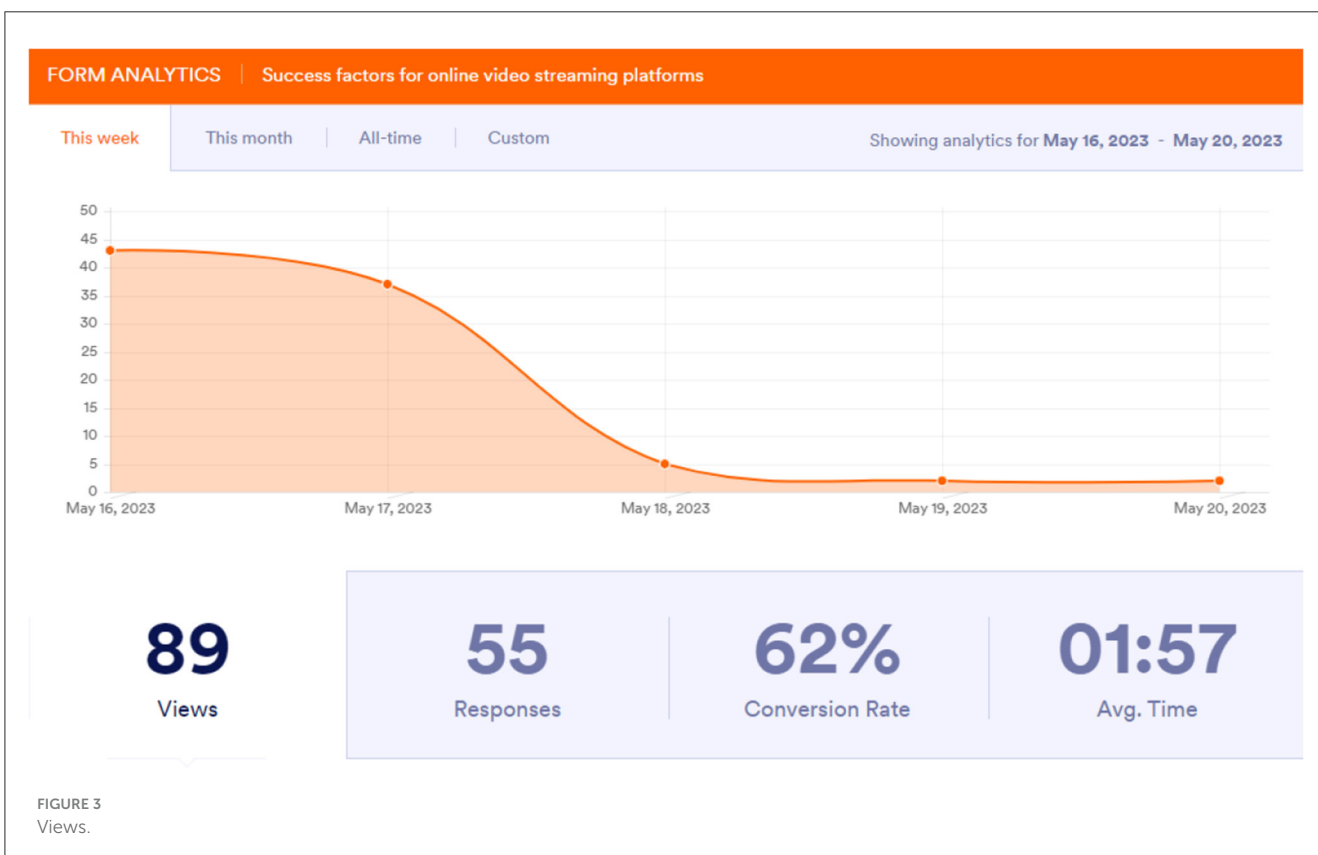 FORM ANALYTICS | Success factors for online video streaming platforms
This week | This month | All-time | Custom Showing analytics for May 16, 2023 - May 20, 2023
50
45
40
35
30
25
20
15
10
5
0
May 16, 2023 May 17, 2023 May 18, 2023 May 19, 2023 May 20, 2023
89 55 62% 01:57
Views Responses Conversion Rate Avg. Time
FIGURE 3
Views.